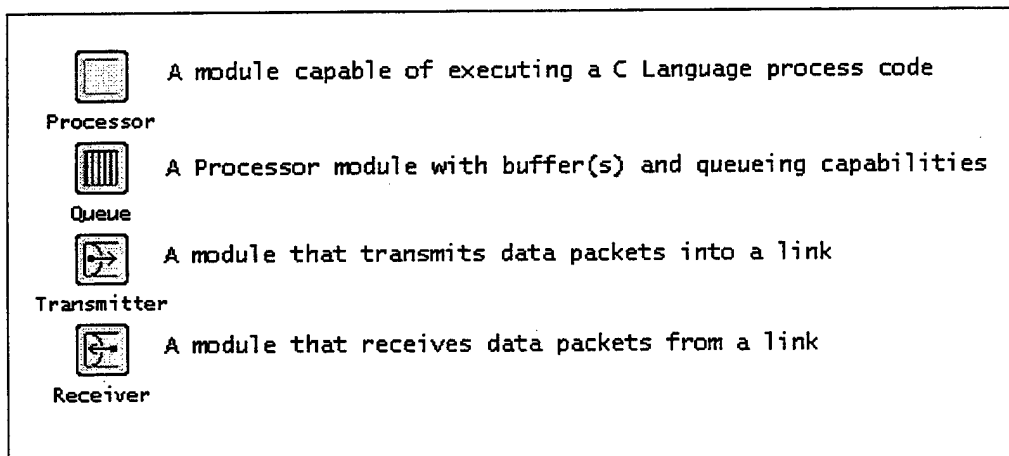 A module capable of executing a C Language process code
Processor
A Processor module with buffer(s) and queueing capabilities
Queue
A module that transmits data packets into a link
Transmitter
A module that receives data packets from a link
Receiver